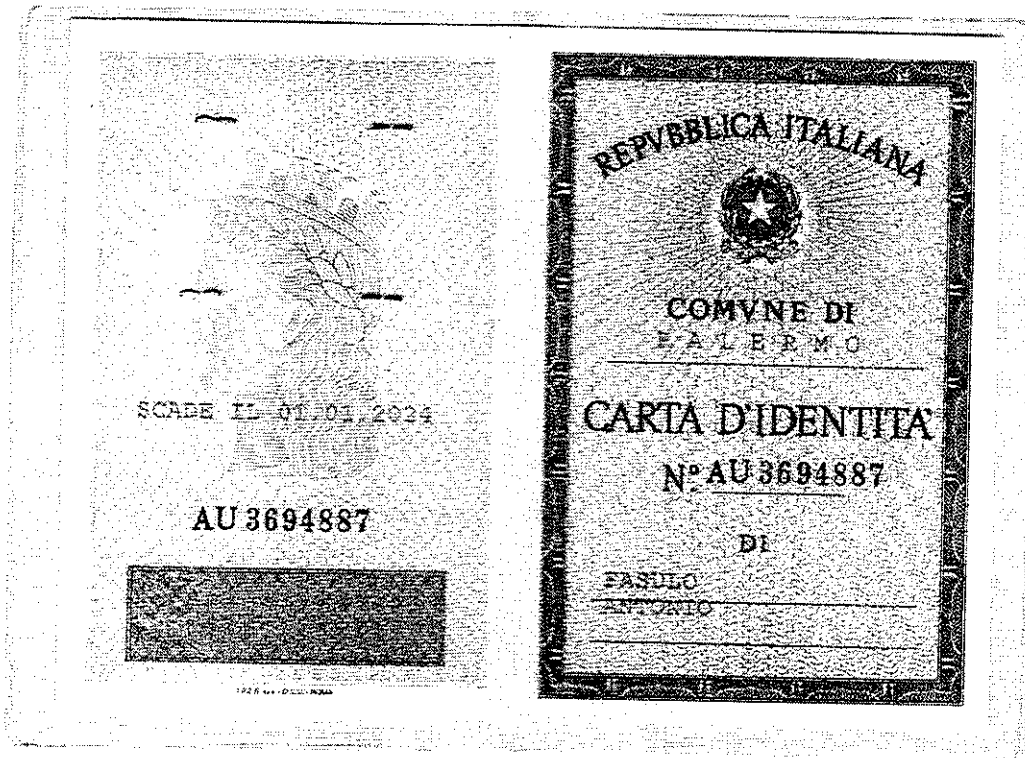 SCADE IL 01.01.2024
AU 3694887
REPVBBLICA ITALIANA
COMVNE DI
PALERMO
CARTA D'IDENTITA'
Nº AU 3694887
DI
FASULO
ANTONIO